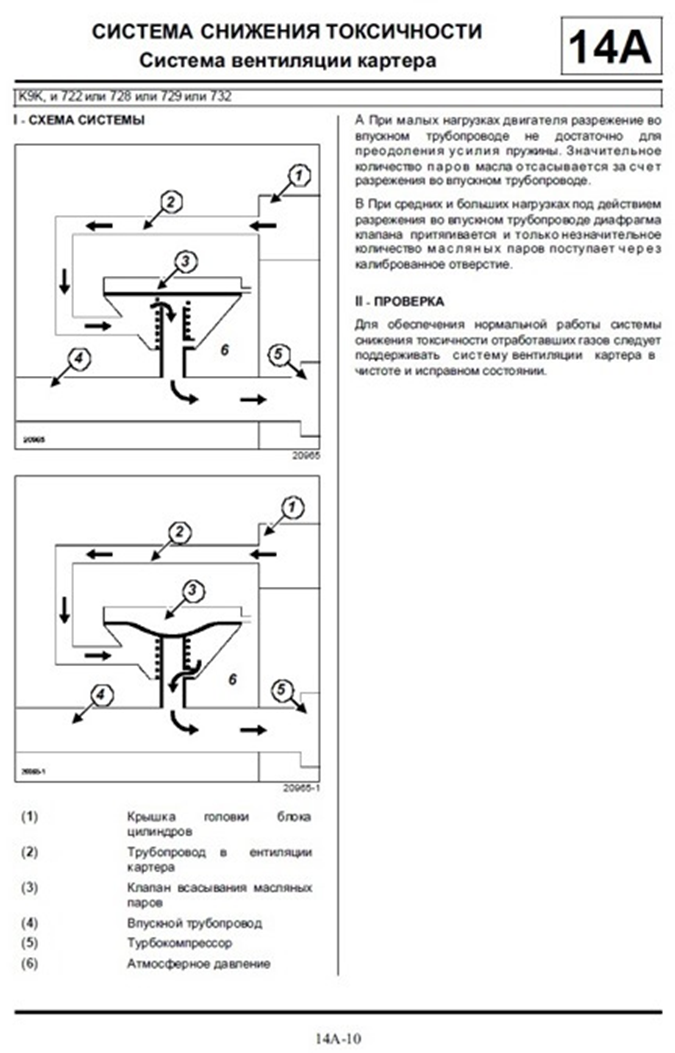 СИСТЕМА СНИЖЕНИЯ ТОКСИЧНОСТИ
Система вентиляции картера
14A
K9K, и 722 или 728 или 729 или 732
I - СХЕМА СИСТЕМЫ
1
2
3
4
5
6
20965
20965
1
2
3
4
5
6
20965-1
20965-1
(1) Крышка головки блока
цилиндров
(2) Трубопровод в ентиляции
картера
(3) Клапан всасывания масляных
паров
(4) Впускной трубопровод
(5) Турбокомпрессор
(6) Атмосферное давление
А При малых нагрузках двигателя разрежение во
впускном трубопроводе не достаточно для
преодоления усилия пружины. Значительное
количество паров масла отсасывается за счет
разрежения во впускном трубопроводе.
В При средних и больших нагрузках под действием
разрежения во впускном трубопроводе диафрагма
клапана притягивается и только незначительное
количество масляных паров поступает через
калиброванное отверстие.
II - ПРОВЕРКА
Для обеспечения нормальной работы системы
снижения токсичности отработавших газов следует
поддерживать систему вентиляции картера в
чистоте и исправном состоянии.
14A-10